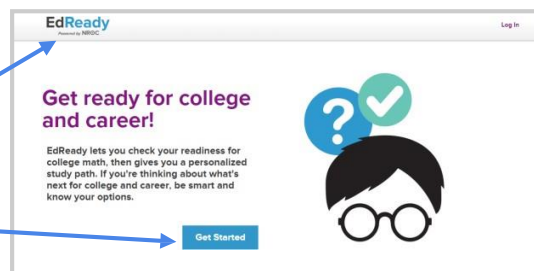 EdReady
Powered by NROC
Log In
Get ready for college
and career!
EdReady lets you check your readiness for
college math, then gives you a personalized
study path. If you're thinking about what's
next for college and career, be smart and
know your options.
?
Get Started